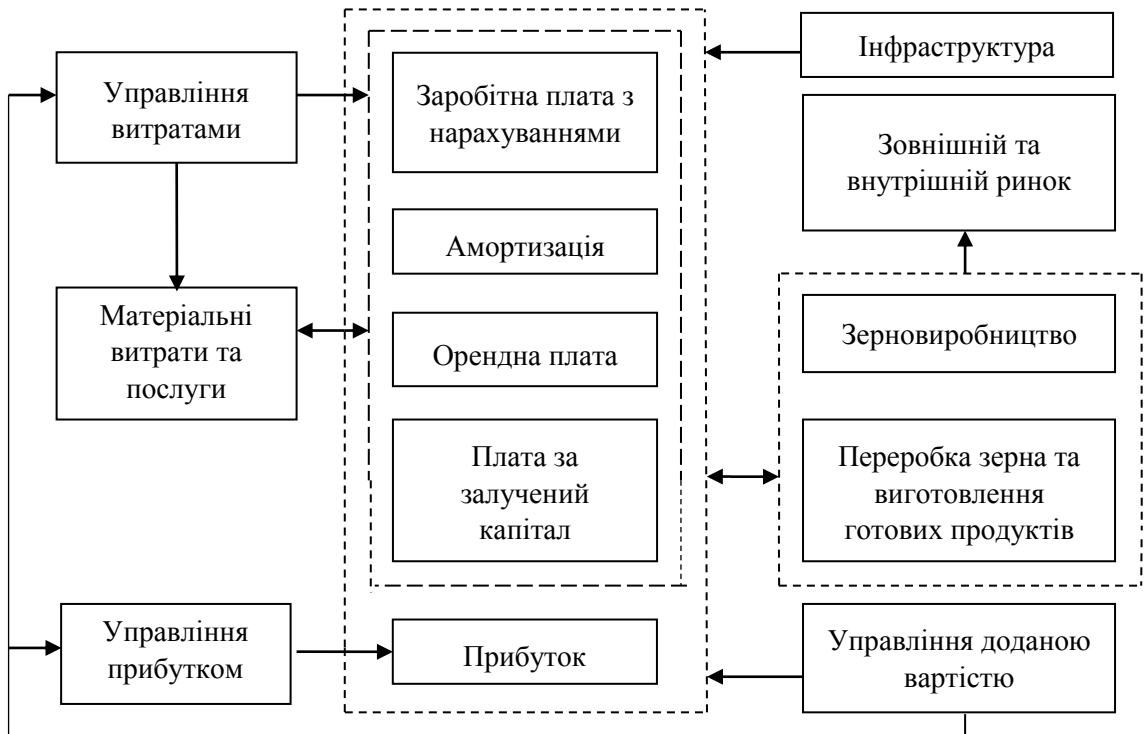 Управління
витратами
Матеріальні
витрати та
послуги
Управління
прибутком
Заробітна плата з
нарахуваннями
Амортизація
Орендна плата
Плата за
залучений
капітал
Прибуток
Інфраструктура
Зовнішній та
внутрішній ринок
Зерновиробництво
Переробка зерна та
виготовлення
готових продуктів
Управління доданою
вартістю